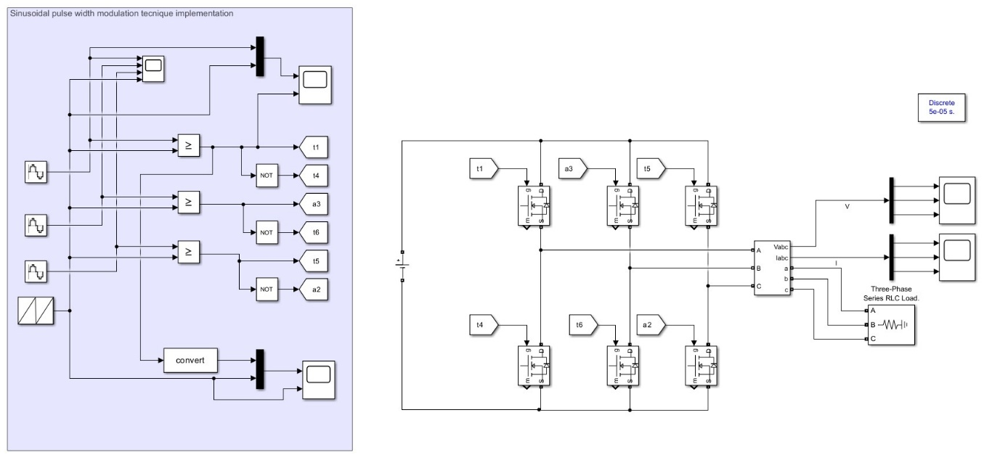 Sinusoidal pulse width modulation tecnique implementation
≥
t1
NOT
t4
≥
a3
NOT
t6
≥
t5
NOT
a2
convert
Discrete
5e-05 s.
t1
a3
t5
g
D
m
S
g
D
m
S
g
D
m
S
+
V
A
B
C
Vabc
Iabc
a
b
c
I
Three-Phase
Series RLC Load.
A
B
C
t4
t6
a2
g
D
m
S
g
D
m
S
g
D
m
S